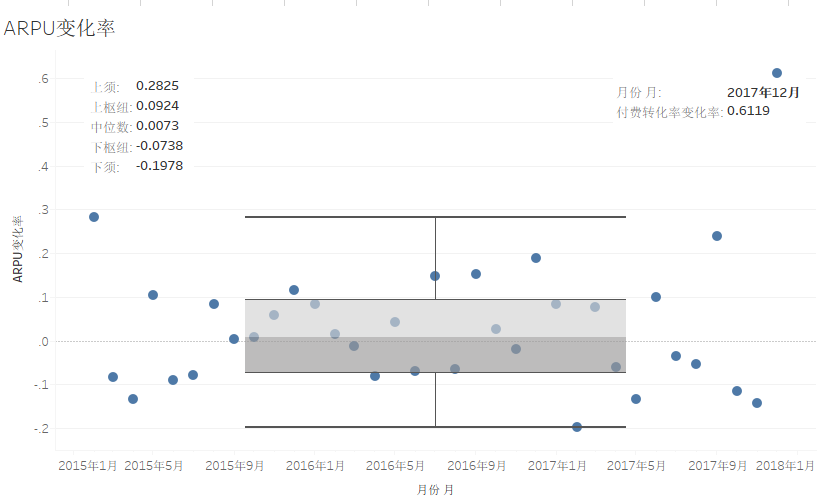 ARPU变化率
上须: 0.2825
上枢纽: 0.0924
中位数: 0.0073
下枢纽: -0.0738
下须: -0.1978
月份 月: 2017年12月
付费转化率变化率: 0.6119
.6
.5
.4
.3
.2
.1
.0
-.1
-.2
ARPU变化率
2015年1月 2015年5月 2015年9月 2016年1月 2016年5月 2016年9月 2017年1月 2017年5月 2017年9月 2018年1月
月份 月